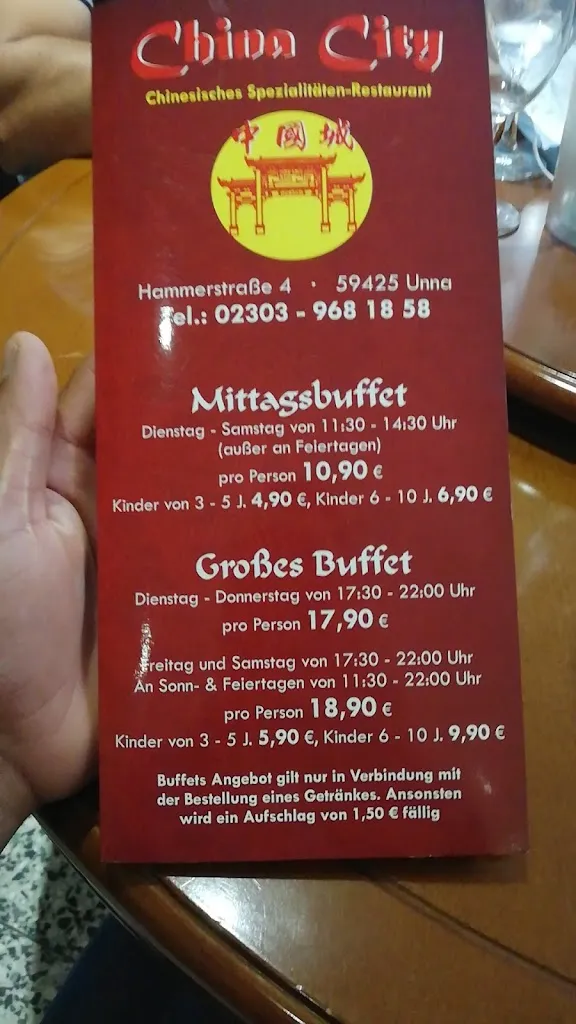 China City
Chinesisches Spezialitäten-Restaurant
中國城
Hammerstraße 4 · 59425 Unna
Tel.: 02303 - 968 18 58
Mittagsbuffet
Dienstag - Samstag von 11:30 - 14:30 Uhr
(außer an Feiertagen)
pro Person 10,90 €
Kinder von 3 - 5 J. 4,90 €, Kinder 6 - 10 J. 6,90 €
Großes Buffet
Dienstag - Donnerstag von 17:30 - 22:00 Uhr
pro Person 17,90 €
Freitag und Samstag von 17:30 - 22:00 Uhr
An Sonn- & Feiertagen von 11:30 - 22:00 Uhr
pro Person 18,90 €
Kinder von 3 - 5 J. 5,90 €, Kinder 6 - 10 J. 9,90 €
Buffets Angebot gilt nur in Verbindung mit
der Bestellung eines Getränkes. Ansonsten
wird ein Aufschlag von 1,50 € fällig